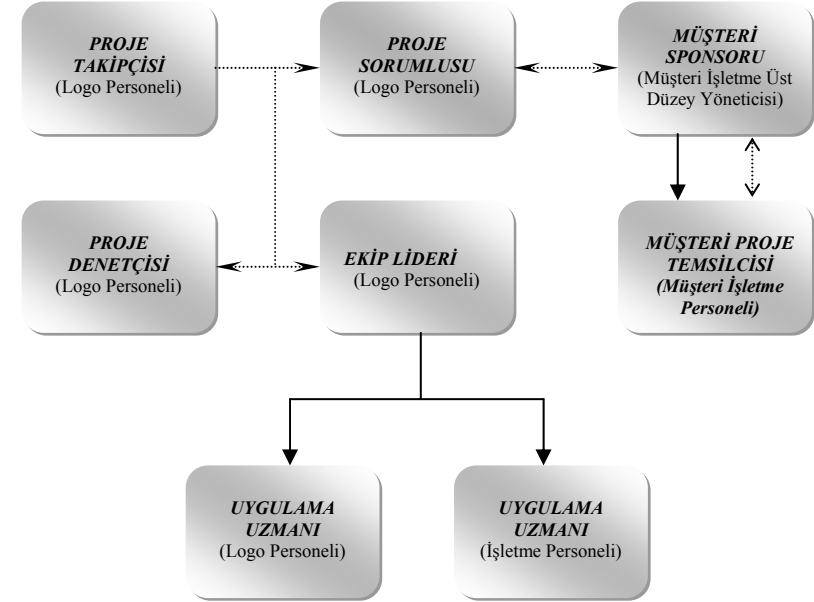 PROJE
TAKİPÇİSİ
(Logo Personeli)
PROJE
SORUMLUSU
(Logo Personeli)
MÜŞTERİ
SPONSORU
(Müşteri İşletme Üst
Düzey Yöneticisi)
PROJE
DENETÇİSİ
(Logo Personeli)
EKİP LİDERİ
(Logo Personeli)
MÜŞTERİ PROJE
TEMSİLCİSİ
(Müşteri İşletme
Personeli)
UYGULAMA
UZMANI
(Logo Personeli)
UYGULAMA
UZMANI
(İşletme Personeli)